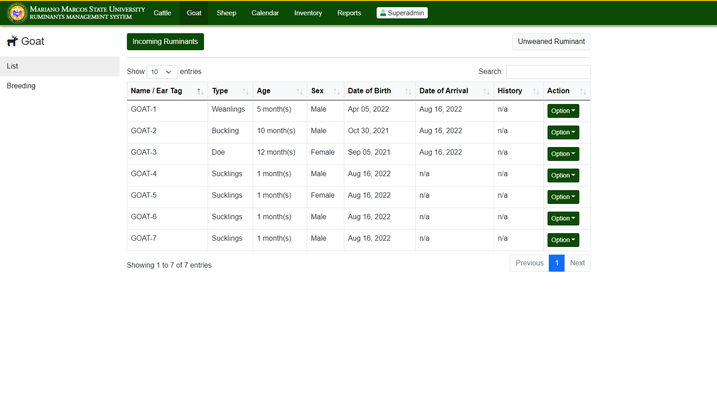 MARIANO MARCOS STATE UNIVERSITY
RUMINANTS MANAGEMENT SYSTEM
Cattle Goat Sheep Calendar Inventory Reports Superadmin
Goat
List
Breeding
Incoming Ruminants Unweaned Ruminant
Show 10 entries Search:
Name / Ear Tag Type Age Sex Date of Birth Date of Arrival History Action
GOAT-1 Weanlings 5 month(s) Male Apr 05, 2022 Aug 16, 2022 n/a Option
GOAT-2 Buckling 10 month(s) Male Oct 30, 2021 Aug 16, 2022 n/a Option
GOAT-3 Doe 12 month(s) Female Sep 05, 2021 Aug 16, 2022 n/a Option
GOAT-4 Sucklings 1 month(s) Male Aug 16, 2022 n/a n/a Option
GOAT-5 Sucklings 1 month(s) Female Aug 16, 2022 n/a n/a Option
GOAT-6 Sucklings 1 month(s) Male Aug 16, 2022 n/a n/a Option
GOAT-7 Sucklings 1 month(s) Male Aug 16, 2022 n/a n/a Option
Showing 1 to 7 of 7 entries Previous 1 Next